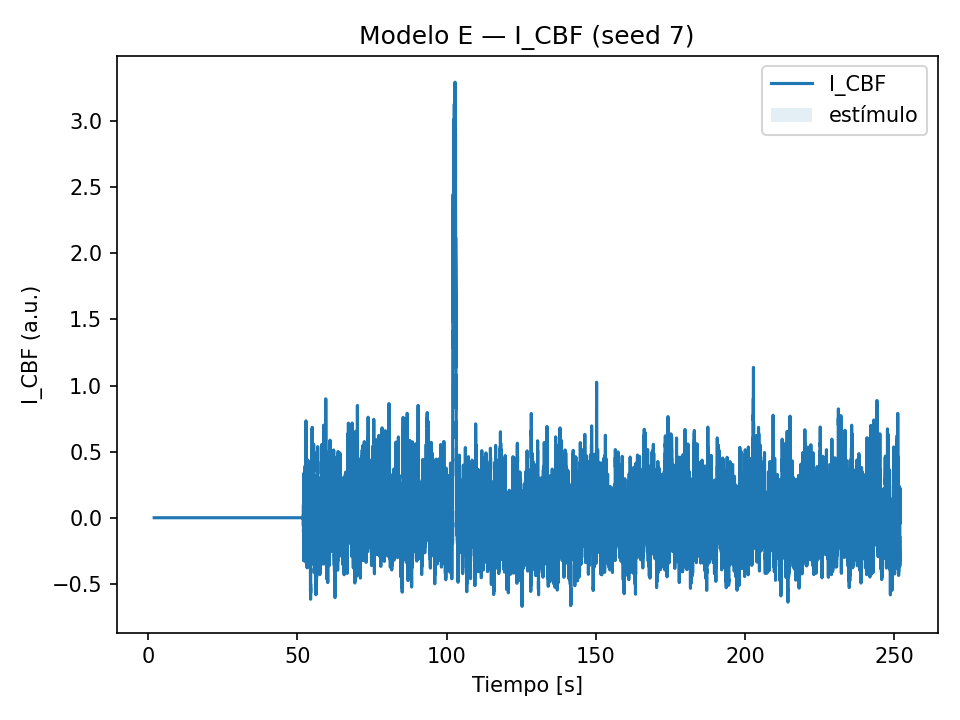 Modelo E — I_CBF (seed 7)
I_CBF
estímulo
3.0
2.5
2.0
1.5
1.0
0.5
0.0
−0.5
I_CBF (a.u.)
0 50 100 150 200 250
Tiempo [s]